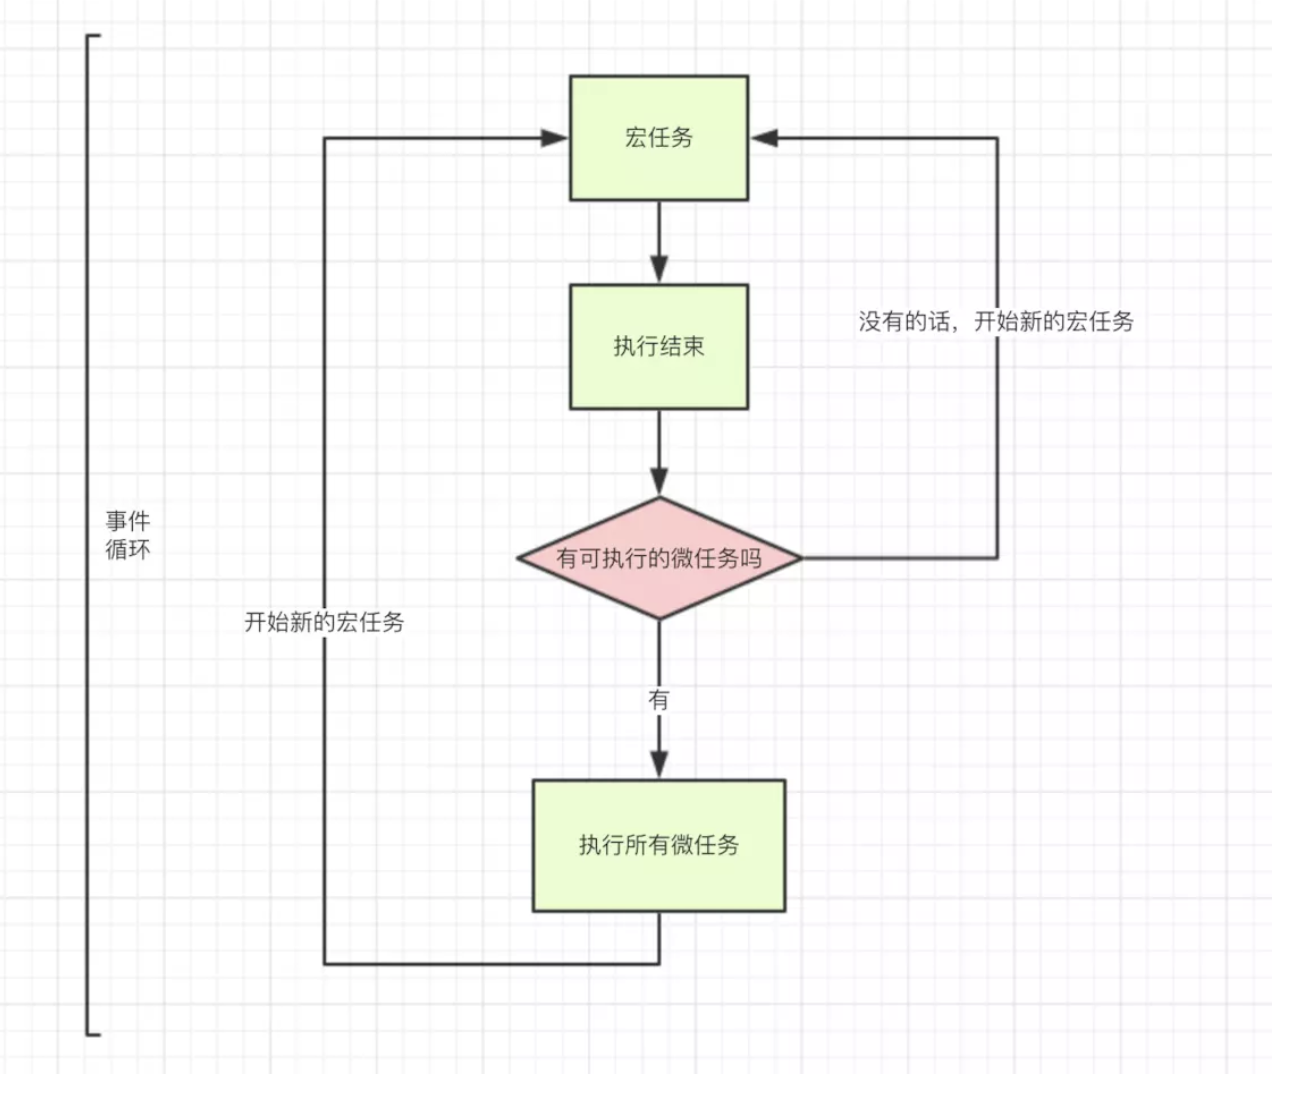 宏任务
执行结束
没有的话，开始新的宏任务
事件
循环
有可执行的微任务吗
开始新的宏任务
有
执行所有微任务